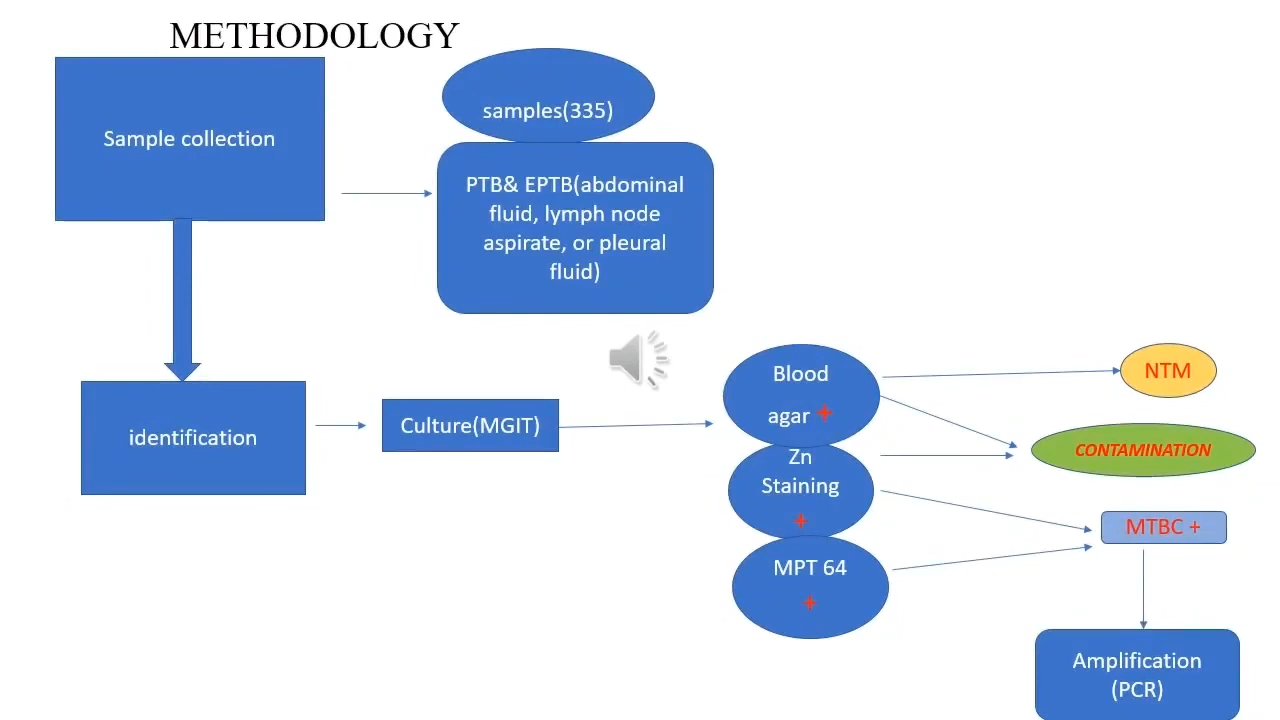 METHODOLOGY
Sample collection
samples(335)
PTB& EPTB(abdominal
fluid, lymph node
aspirate, or pleural
fluid)
identification
Culture(MGIT)
Blood
agar +
Zn
Staining
+
MPT 64
+
NTM
CONTAMINATION
MTBC +
Amplification
(PCR)